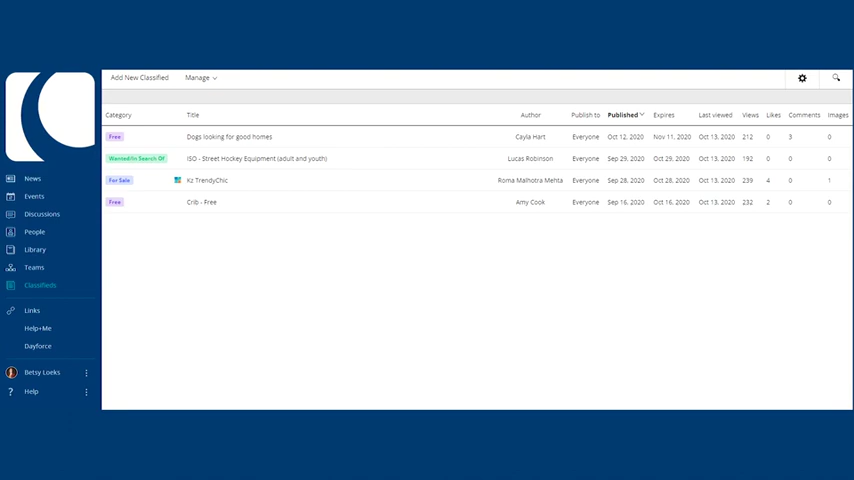 Add New Classified Manage
Category Title Author Publish to Published Expires Last viewed Views Likes Comments Images
Free Dogs looking for good homes Cayla Hart Everyone Oct 12, 2020 Nov 11, 2020 Oct 13, 2020 212 0 3 0
Wanted/In Search Of ISO - Street Hockey Equipment (adult and youth) Lucas Robinson Everyone Sep 29, 2020 Oct 29, 2020 Oct 13, 2020 192 0 0 0
For Sale Kz TrendyChic Roma Malhotra Mehta Everyone Sep 28, 2020 Oct 28, 2020 Oct 13, 2020 239 4 0 1
Free Crib - Free Amy Cook Everyone Sep 16, 2020 Oct 16, 2020 Oct 13, 2020 232 2 0 0
News
Events
Discussions
People
Library
Teams
Classifieds
Links
Help+Me
Dayforce
Betsy Loeks
? Help